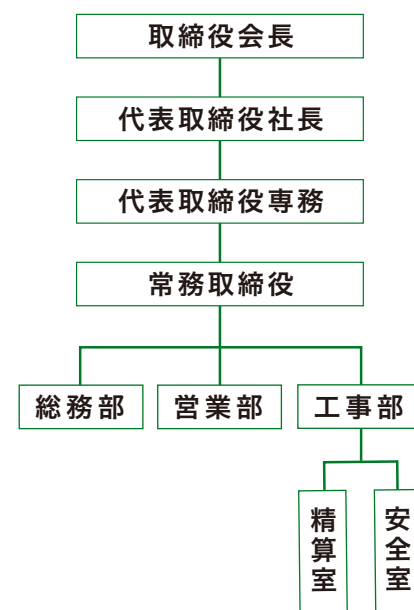 取締役会長
代表取締役社長
代表取締役専務
常務取締役
総務部
営業部
工事部
精算室
安全室